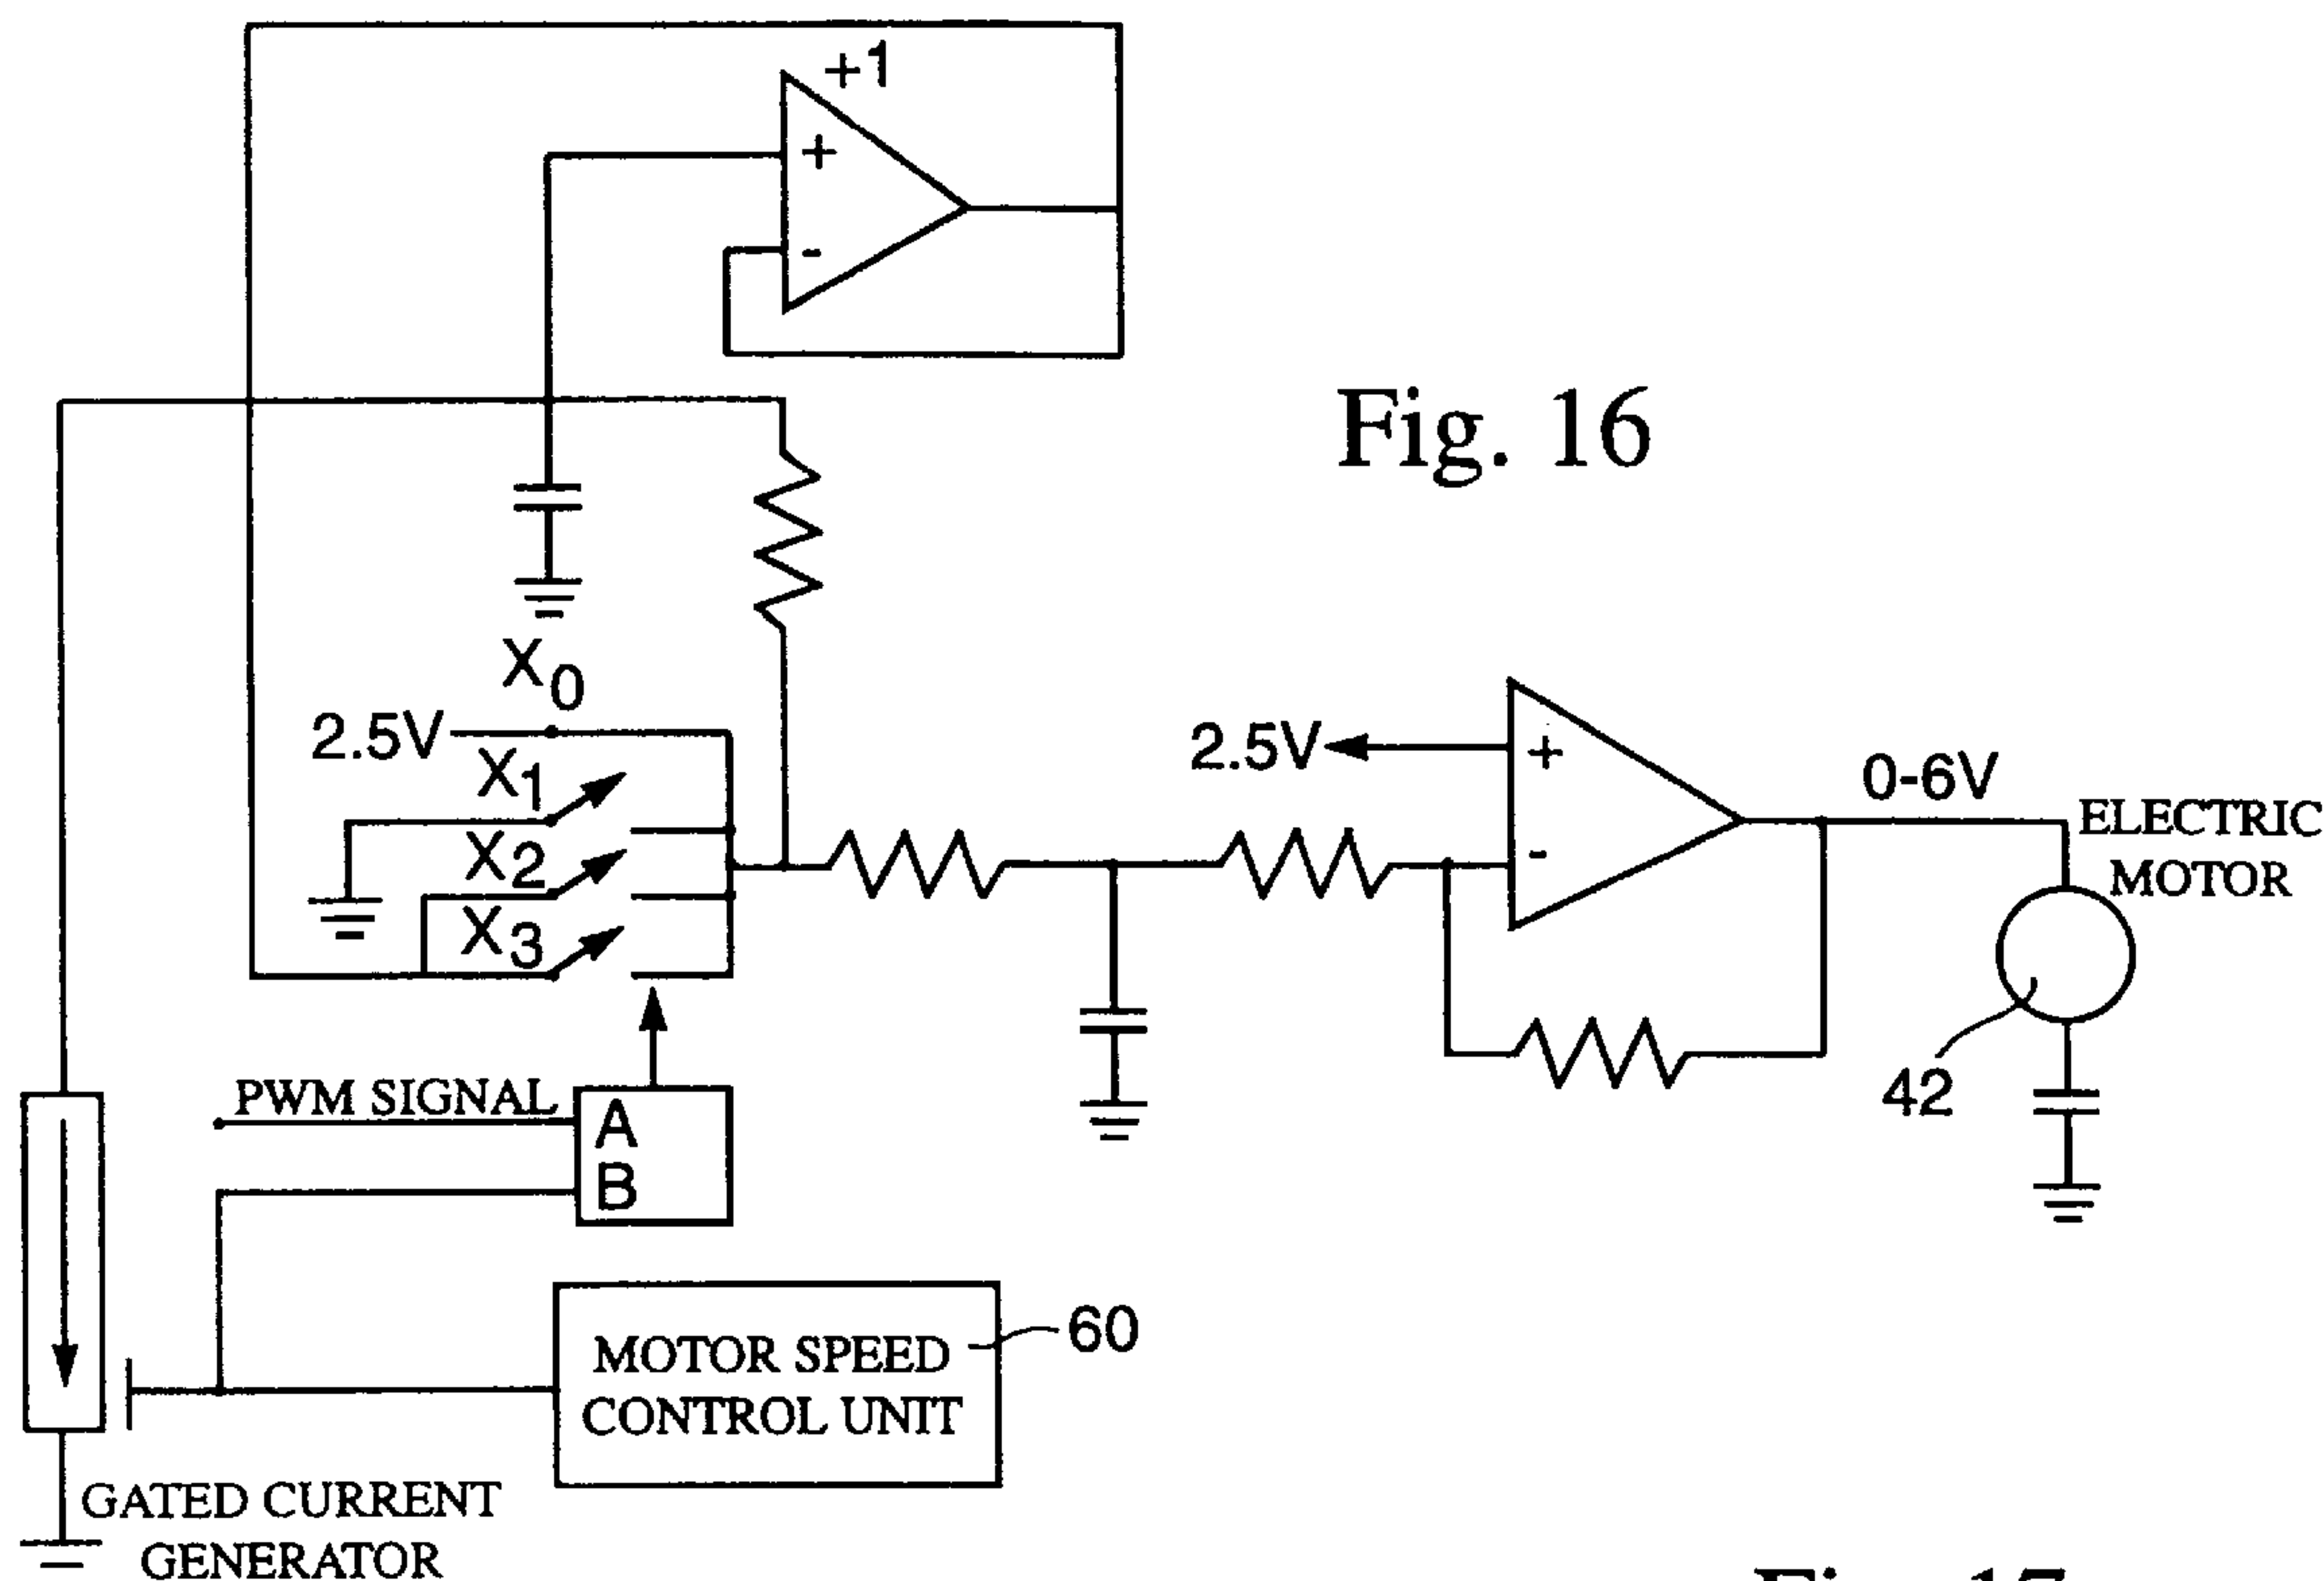 +1
+
-
Fig. 16
X0
2.5V
X1
X2
X3
2.5V
+
-
0-6V
ELECTRIC
MOTOR
42
PWM SIGNAL
A
B
MOTOR SPEED
CONTROL UNIT
60
GATED CURRENT
GENERATOR